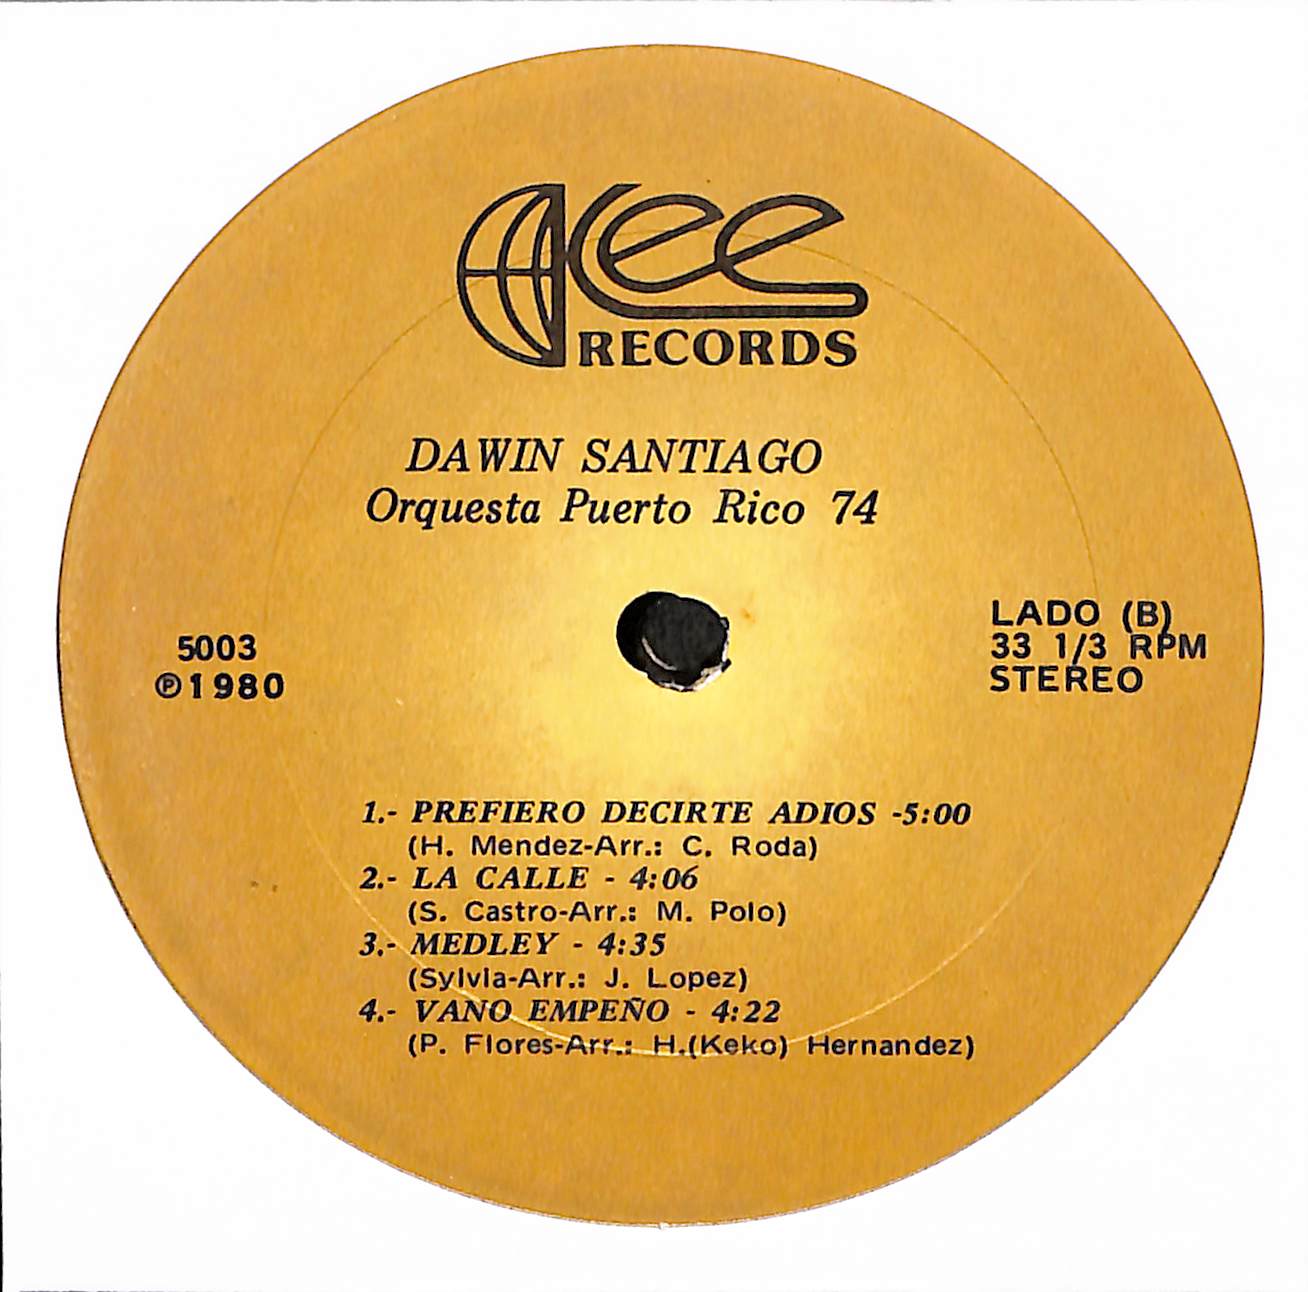 Kee
RECORDS
DAWIN SANTIAGO
Orquesta Puerto Rico 74
5003
℗1980
LADO (B)
33 1/3 RPM
STEREO
1.- PREFIERO DECIRTE ADIOS -5:00
(H. Mendez-Arr.: C. Roda)
2.- LA CALLE - 4:06
(S. Castro-Arr.: M. Polo)
3.- MEDLEY - 4:35
(Sylvia-Arr.: J. Lopez)
4.- VANO EMPEÑO - 4:22
(P. Flores-Arr.: H.(Keko) Hernandez)